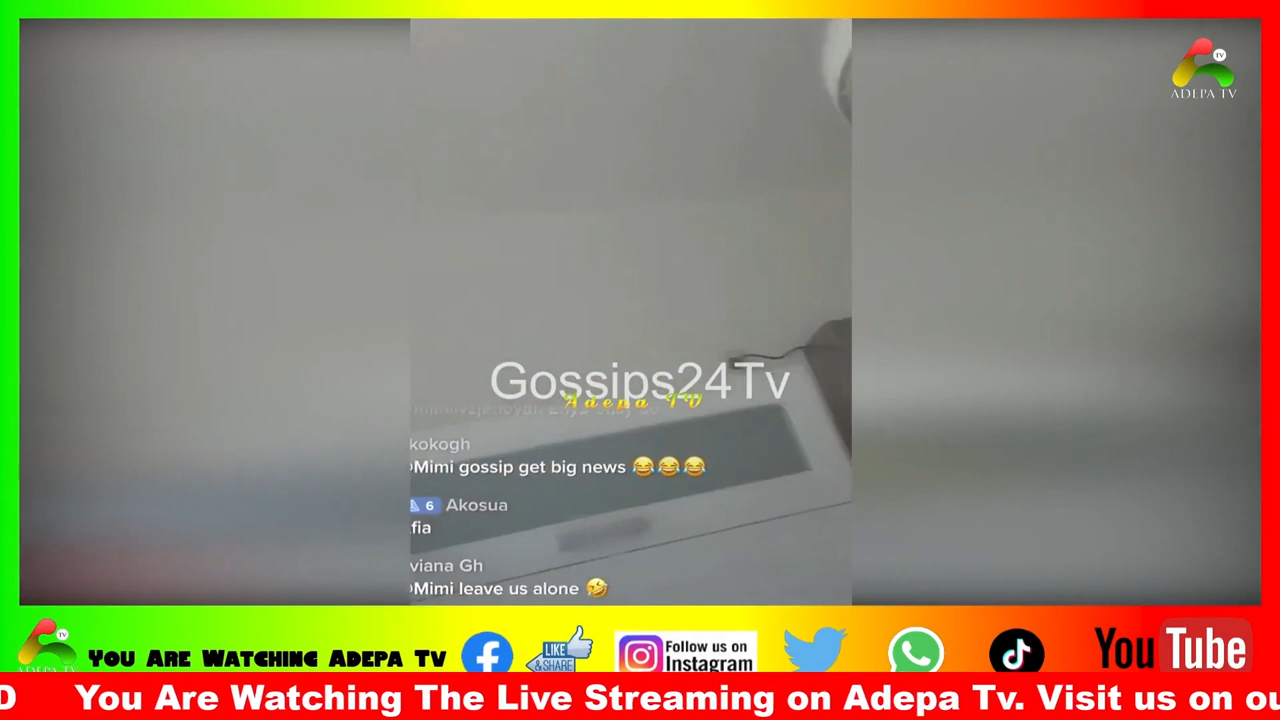 TV
ADEPA TV
Gossips24Tv
Adepa TV
kokogh
Mimi gossip get big news 😂😂😂
6 Akosua
fia
viana Gh
Mimi leave us alone 🤣
TV
You Are Watching Adepa Tv
LIKE
& SHARE
Follow us on
Instagram
You Tube
D You Are Watching The Live Streaming on Adepa Tv. Visit us on ou